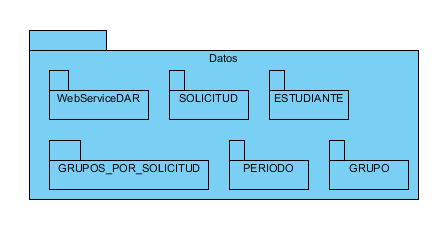 Datos
WebServiceDAR
SOLICITUD
ESTUDIANTE
GRUPOS_POR_SOLICITUD
PERIODO
GRUPO